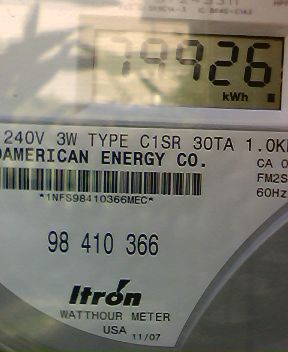 79926
kWh
240V 3W TYPE C1SR 30TA 1.0K
OAMERICAN ENERGY CO.
CA 0
FM2S
60Hz
*1NFS98410366MEC*
98 410 366
Itron
WATTHOUR METER
USA 11/07